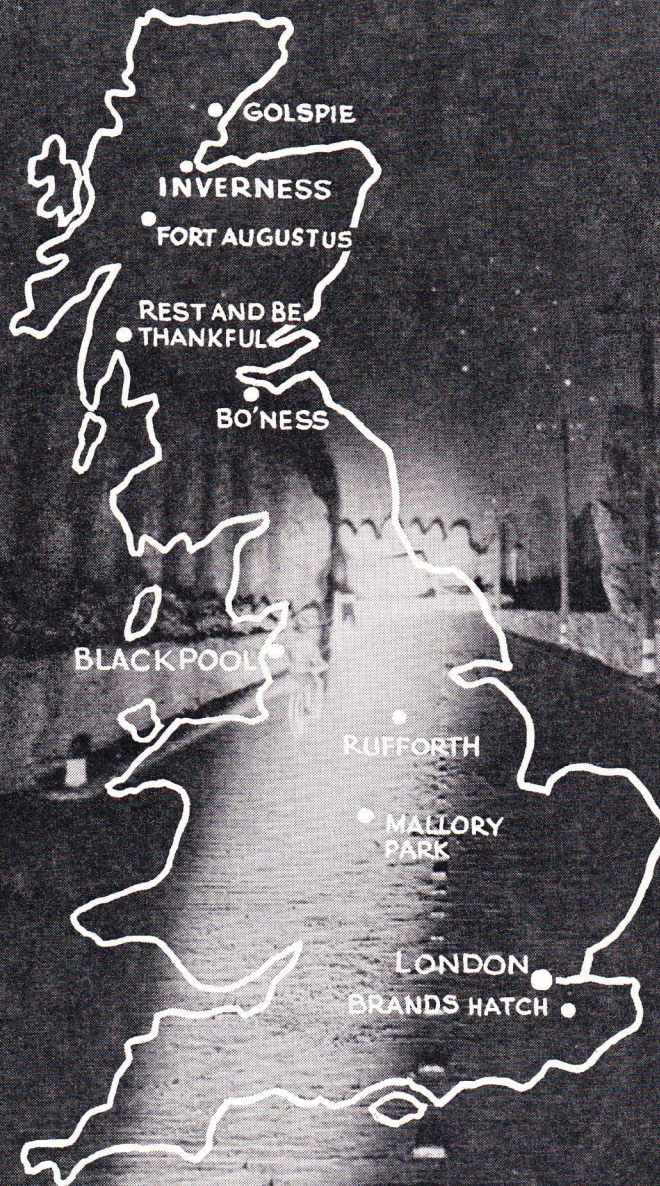 GOLSPIE
INVERNESS
FORT AUGUSTUS
REST AND BE
THANKFUL
BO'NESS
BLACKPOOL
RUFFORTH
MALLORY
PARK
LONDON
BRANDS HATCH